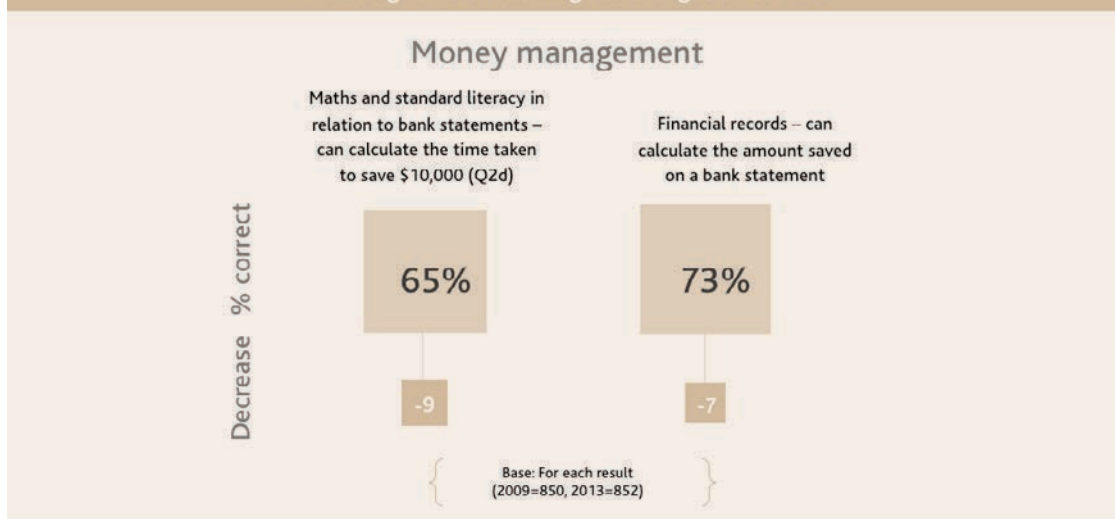 Money management
Maths and standard literacy in
relation to bank statements –
can calculate the time taken
to save $10,000 (Q2d)
Financial records – can
calculate the amount saved
on a bank statement
% correct
65%
73%
Decrease
-9
-7
Base: For each result
(2009=850, 2013=852)